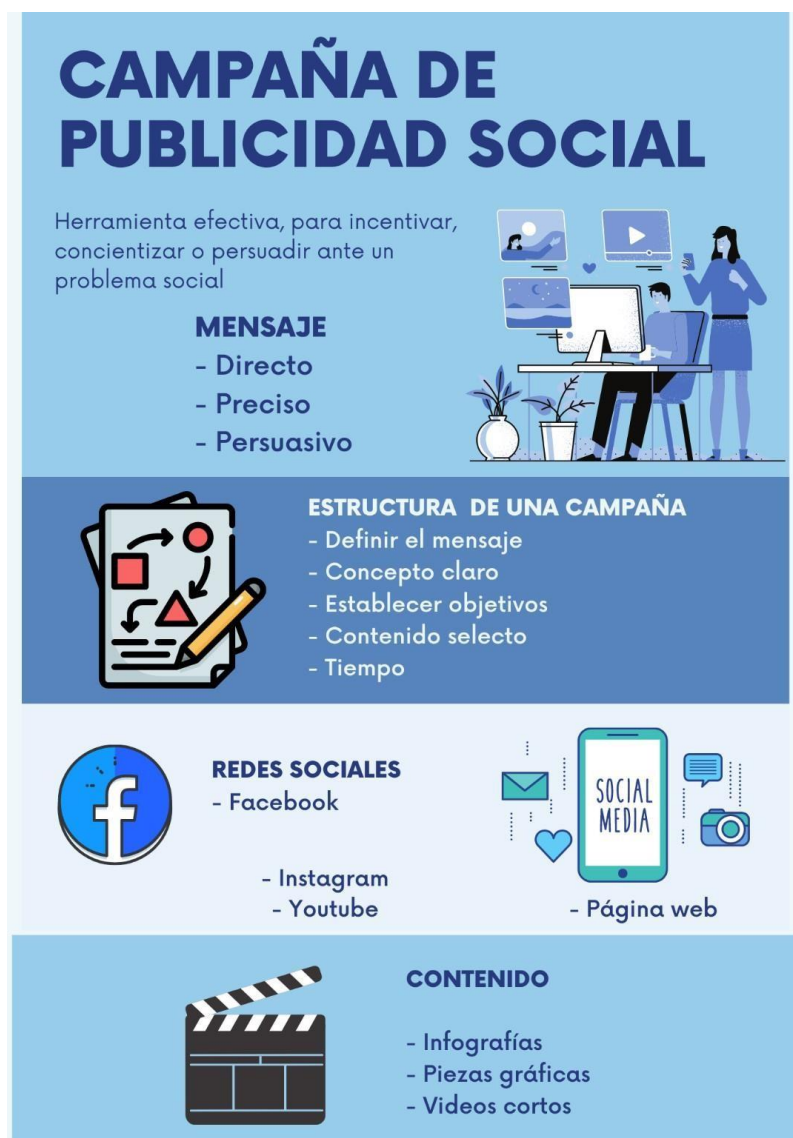 CAMPAÑA DE
PUBLICIDAD SOCIAL
Herramienta efectiva, para incentivar,
concientizar o persuadir ante un
problema social
MENSAJE
- Directo
- Preciso
- Persuasivo
ESTRUCTURA DE UNA CAMPAÑA
- Definir el mensaje
- Concepto claro
- Establecer objetivos
- Contenido selecto
- Tiempo
REDES SOCIALES
- Facebook
- Instagram
- Youtube
SOCIAL
MEDIA
- Página web
CONTENIDO
- Infografías
- Piezas gráficas
- Videos cortos